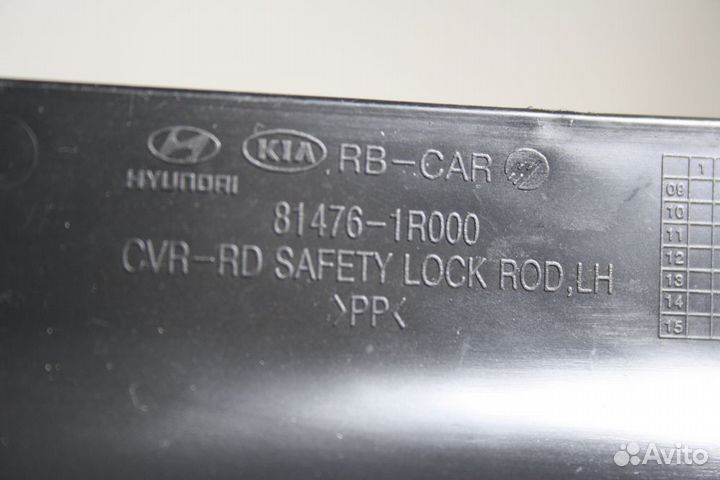 HYUNDAI KIA RB-CAR
81476-1R000
CVR-RD SAFETY LOCK ROD,LH
>PP<
1
09
10
11
12
13
14
15
Avito